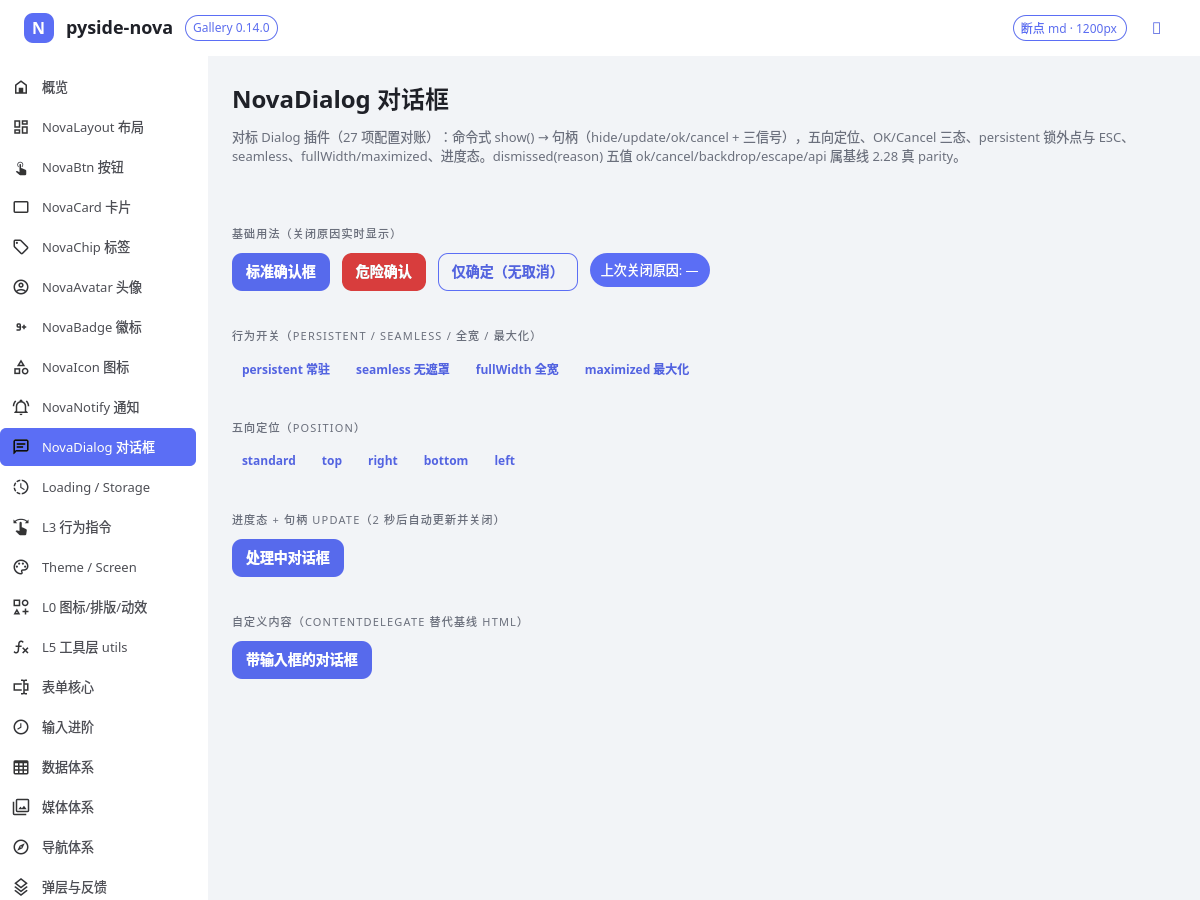 N
pyside-nova
Gallery 0.14.0
断点 md · 1200px
概览
NovaLayout 布局
NovaBtn 按钮
NovaCard 卡片
NovaChip 标签
NovaAvatar 头像
9+
NovaBadge 徽标
NovaIcon 图标
NovaNotify 通知
NovaDialog 对话框
Loading / Storage
L3 行为指令
Theme / Screen
L0 图标/排版/动效
L5 工具层 utils
表单核心
输入进阶
数据体系
媒体体系
导航体系
弹层与反馈
NovaDialog 对话框
对标 Dialog 插件（27 项配置对账）：命令式 show() → 句柄（hide/update/ok/cancel + 三信号），五向定位、OK/Cancel 三态、persistent 锁外点与 ESC、
seamless、fullWidth/maximized、进度态。dismissed(reason) 五值 ok/cancel/backdrop/escape/api 属基线 2.28 真 parity。
基础用法（关闭原因实时显示）
标准确认框
危险确认
仅确定（无取消）
上次关闭原因: —
行为开关（PERSISTENT / SEAMLESS / 全宽 / 最大化）
persistent 常驻
seamless 无遮罩
fullWidth 全宽
maximized 最大化
五向定位（POSITION）
standard
top
right
bottom
left
进度态 + 句柄 UPDATE（2 秒后自动更新并关闭）
处理中对话框
自定义内容（CONTENTDELEGATE 替代基线 HTML）
带输入框的对话框